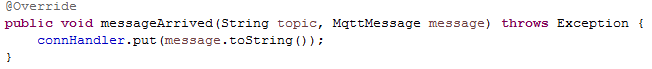 @Override
public void messageArrived(String topic, MqttMessage message) throws Exception {
    connHandler.put(message.toString());
}